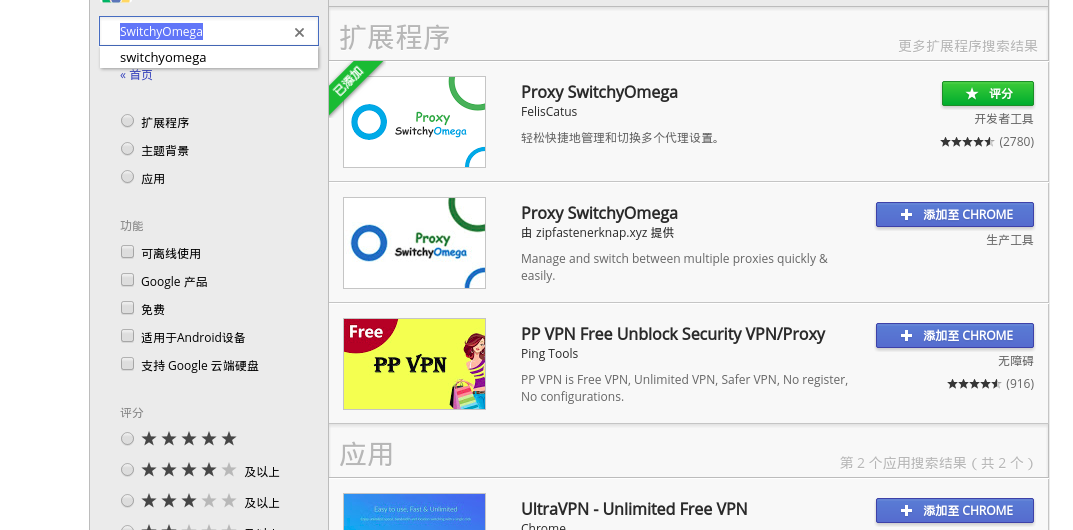 SwitchyOmega
switchyomega
« 首页
扩展程序
主题背景
应用
功能
可离线使用
Google 产品
免费
适用于Android设备
支持 Google 云端硬盘
评分
及以上
及以上
扩展程序
更多扩展程序搜索结果
已添加
Proxy
SwitchyOmega
Proxy SwitchyOmega
FelisCatus
轻松快捷地管理和切换多个代理设置。
评分
开发者工具
(2780)
Proxy
SwitchyOmega
Proxy SwitchyOmega
由 zipfastenerknap.xyz 提供
Manage and switch between multiple proxies quickly &
easily.
添加至 CHROME
生产工具
Free
PP VPN
PP VPN Free Unblock Security VPN/Proxy
Ping Tools
PP VPN is Free VPN, Unlimited VPN, Safer VPN, No register,
No configurations.
添加至 CHROME
无障碍
(916)
应用
第 2 个应用搜索结果（共 2 个）
Easy to use, Fast & Unlimited
UltraVPN - Unlimited Free VPN
Chrome
添加至 CHROME